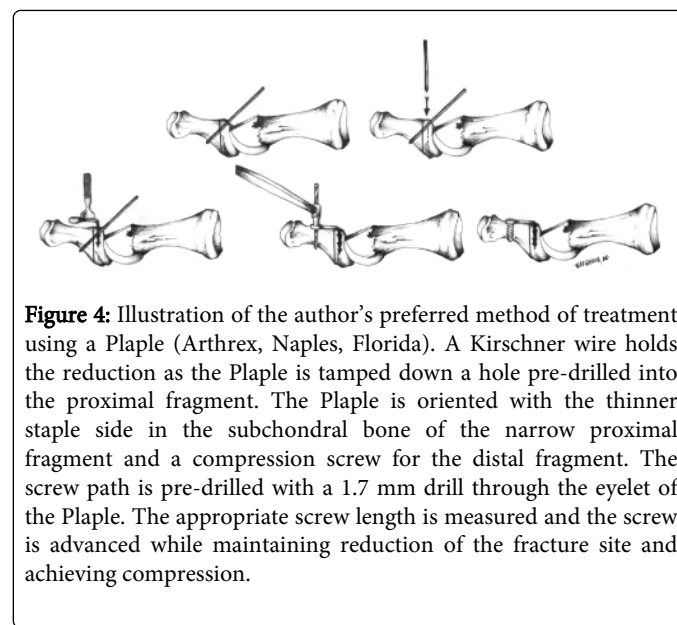 Figure 4: Illustration of the author's preferred method of treatment
using a Plaple (Arthrex, Naples, Florida). A Kirschner wire holds
the reduction as the Plaple is tamped down a hole pre-drilled into
the proximal fragment. The Plaple is oriented with the thinner
staple side in the subchondral bone of the narrow proximal
fragment and a compression screw for the distal fragment. The
screw path is pre-drilled with a 1.7 mm drill through the eyelet of
the Plaple. The appropriate screw length is measured and the screw
is advanced while maintaining reduction of the fracture site and
achieving compression.